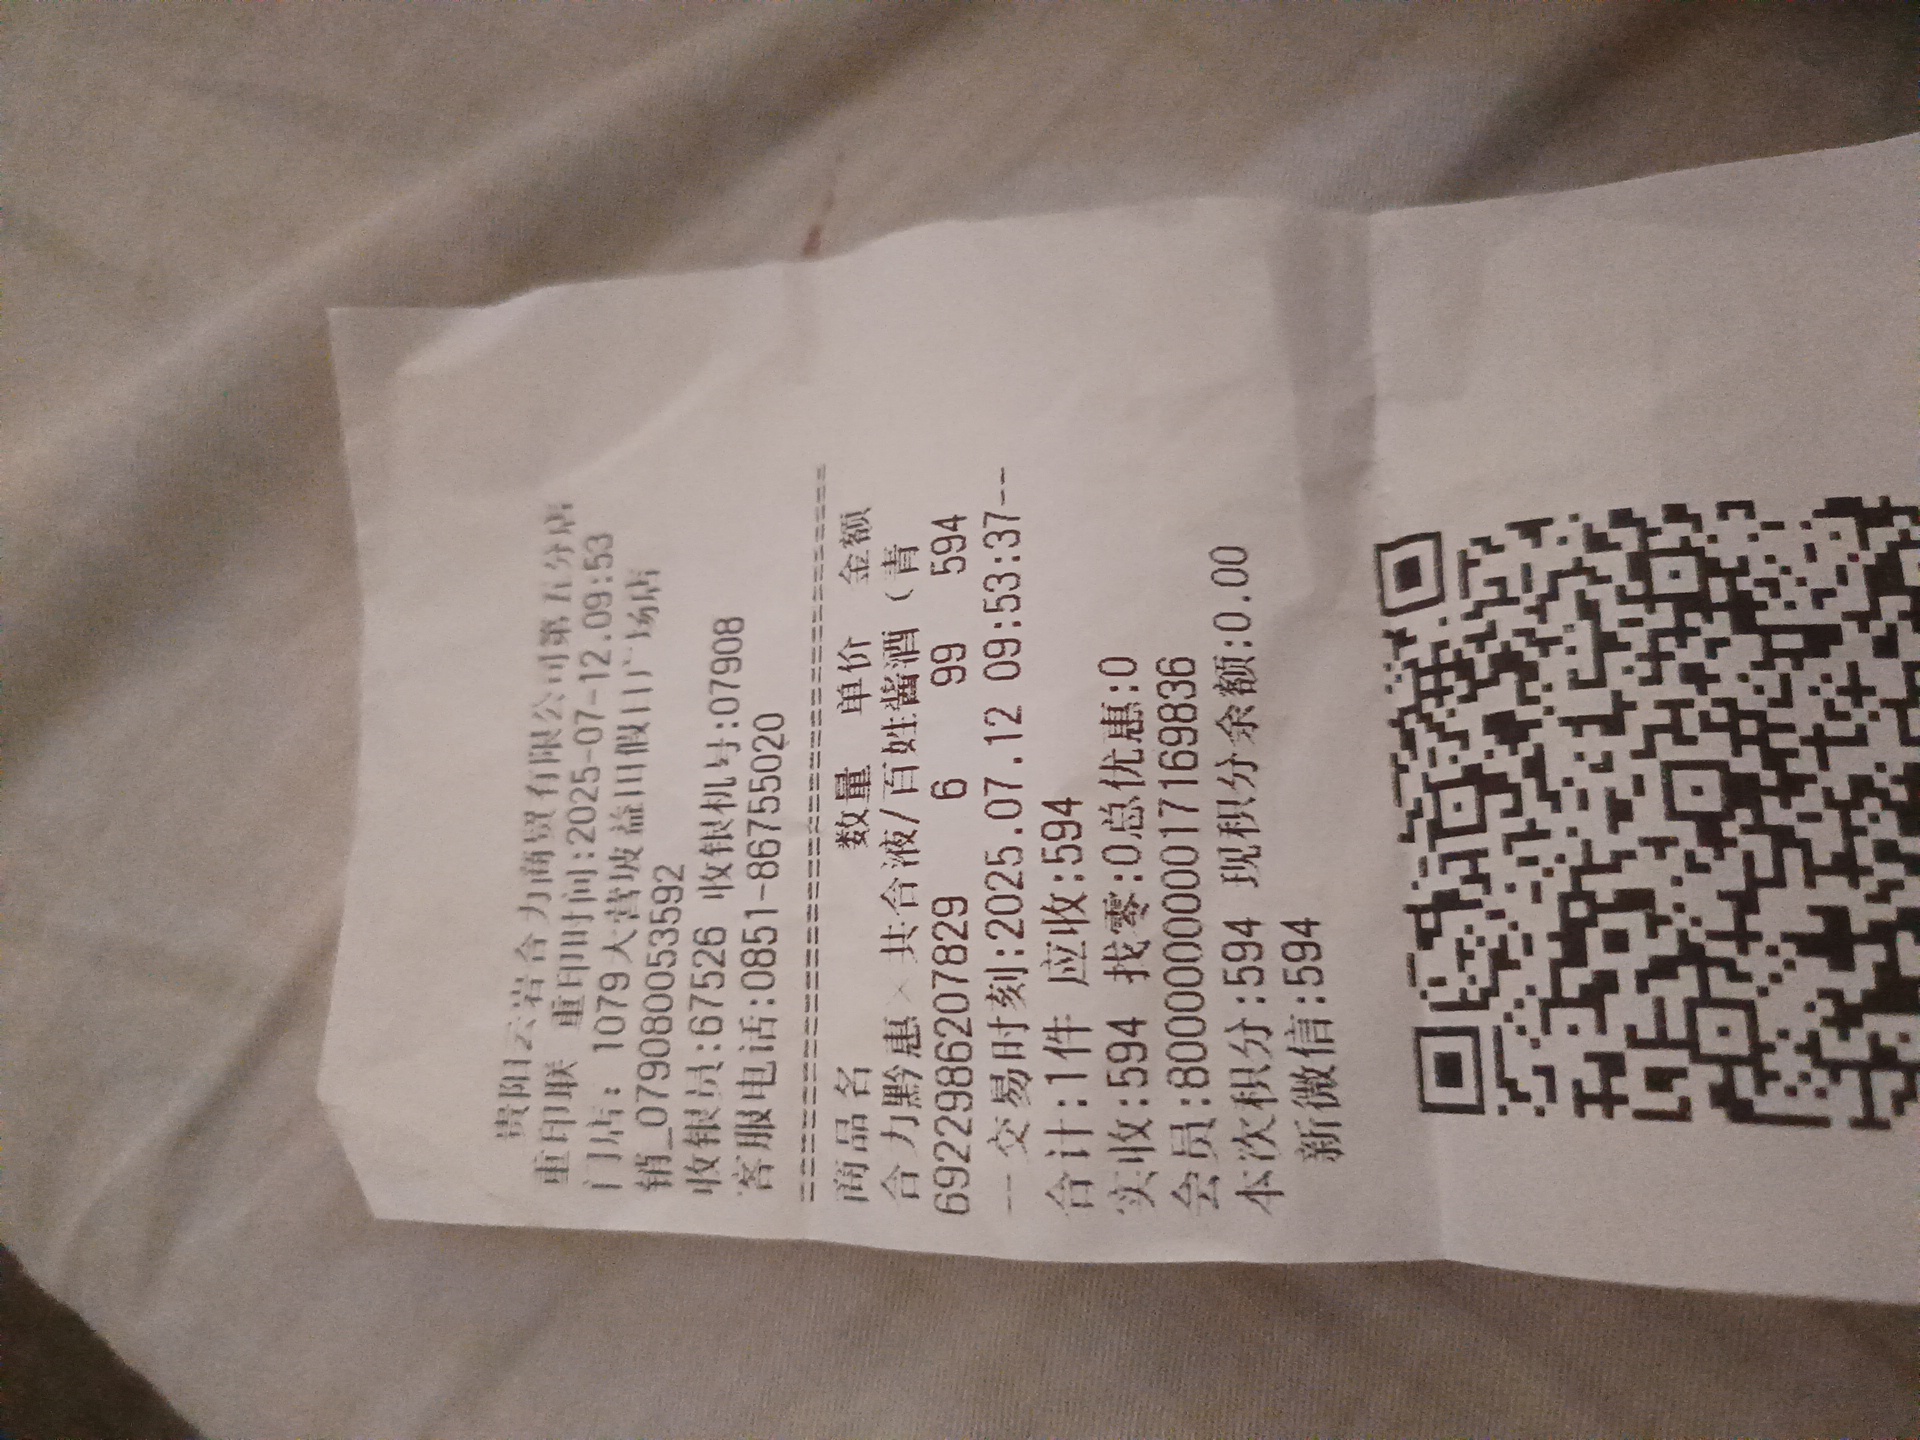 贵阳云岩合力商贸有限公司第五分店
重印联 重印时间:2025-07-12.09:53
门店: 1079大营坡益田假日广场店
销_079080053592
收银员:67526 收银机号:07908
客服电话:0851-86755020
================================
商品名 数量 单价 金额
合力黔惠× 共合液/百姓酱酒（青
6922986207829 6 99 594
-- 交易时刻:2025.07.12 09:53:37--
合计:1件 应收:594
实收:594 找零:0总优惠:0
会员:8000000017169836
本次积分:594 现积分余额:0.00
新微信:594